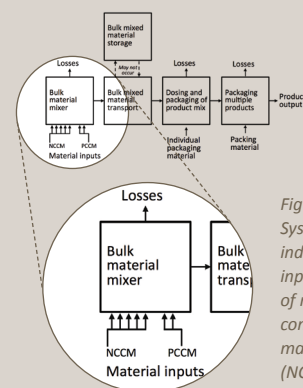 Bulk mixed
material
storage
Losses
May not
occur
Losses
Losses
Bulk
material
mixer
Bulk mixed
material
transport
Dosing and
packaging of
product mix
Packaging
multiple
products
Product
output
NCCM
PCCM
Material inputs
Individual
packaging
material
Packing
material
Losses
Bulk
material
mixer
Bulk
mate
transp
NCCM
PCCM
Material inputs
Fig
Sys
ind
inpu
of n
con
ma
(NC